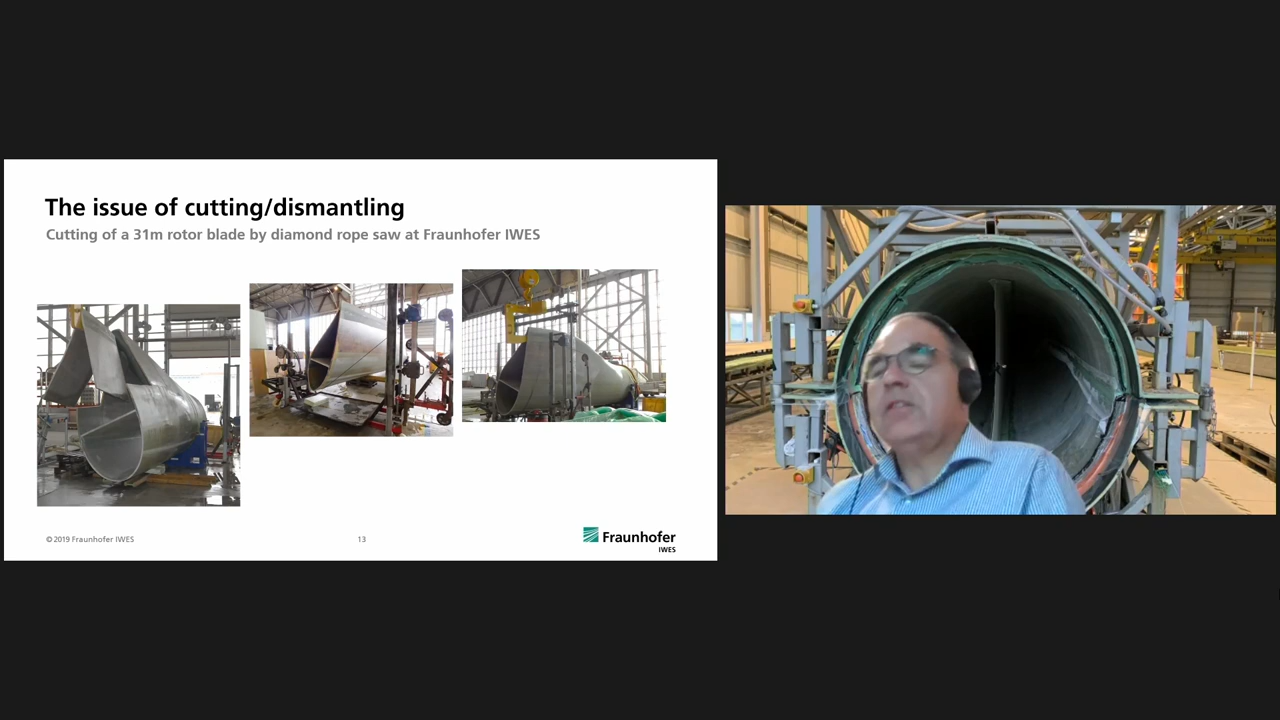 The issue of cutting/dismantling
Cutting of a 31m rotor blade by diamond rope saw at Fraunhofer IWES
© 2019 Fraunhofer IWES
13
Fraunhofer
IWES